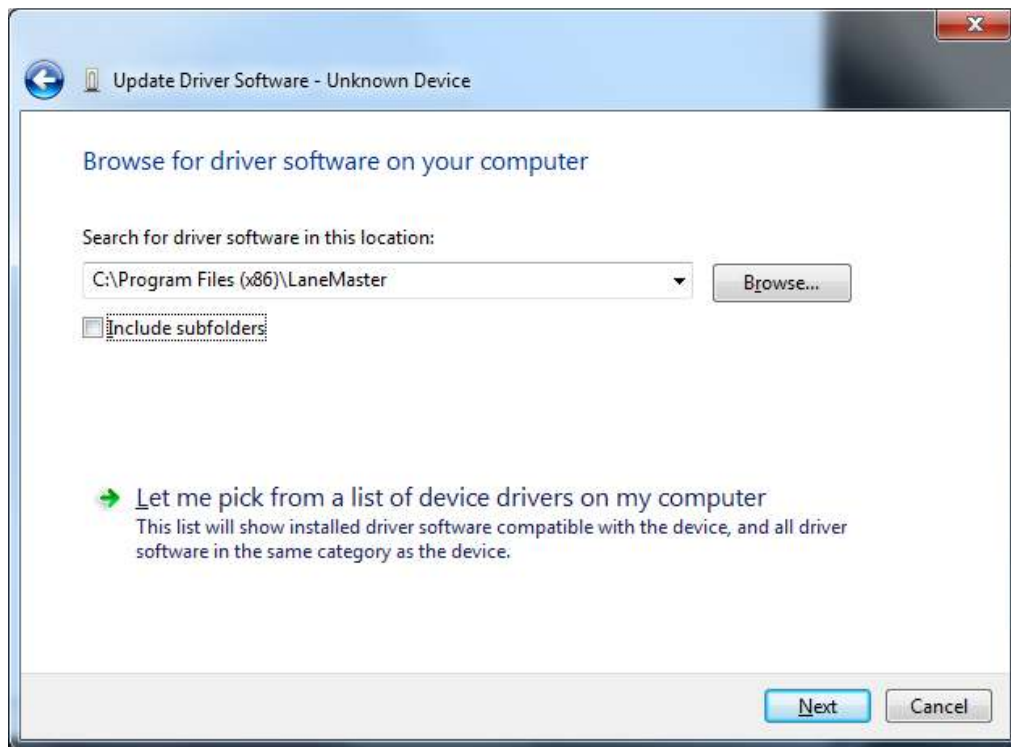 Update Driver Software - Unknown Device
Browse for driver software on your computer
Search for driver software in this location:
C:\Program Files (x86)\LaneMaster
Browse...
Include subfolders
Let me pick from a list of device drivers on my computer
This list will show installed driver software compatible with the device, and all driver
software in the same category as the device.
Next
Cancel